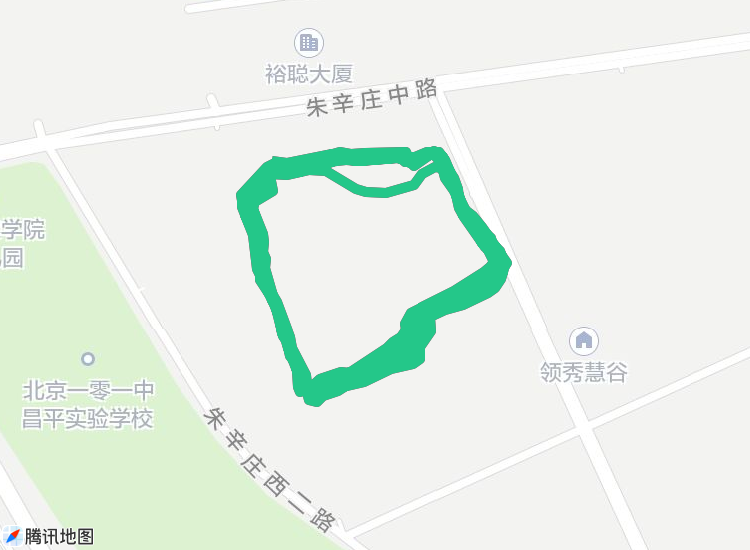 裕聪大厦
朱辛庄中路
学院
园
领秀慧谷
北京一零一中
昌平实验学校
朱辛庄西二路
腾讯地图